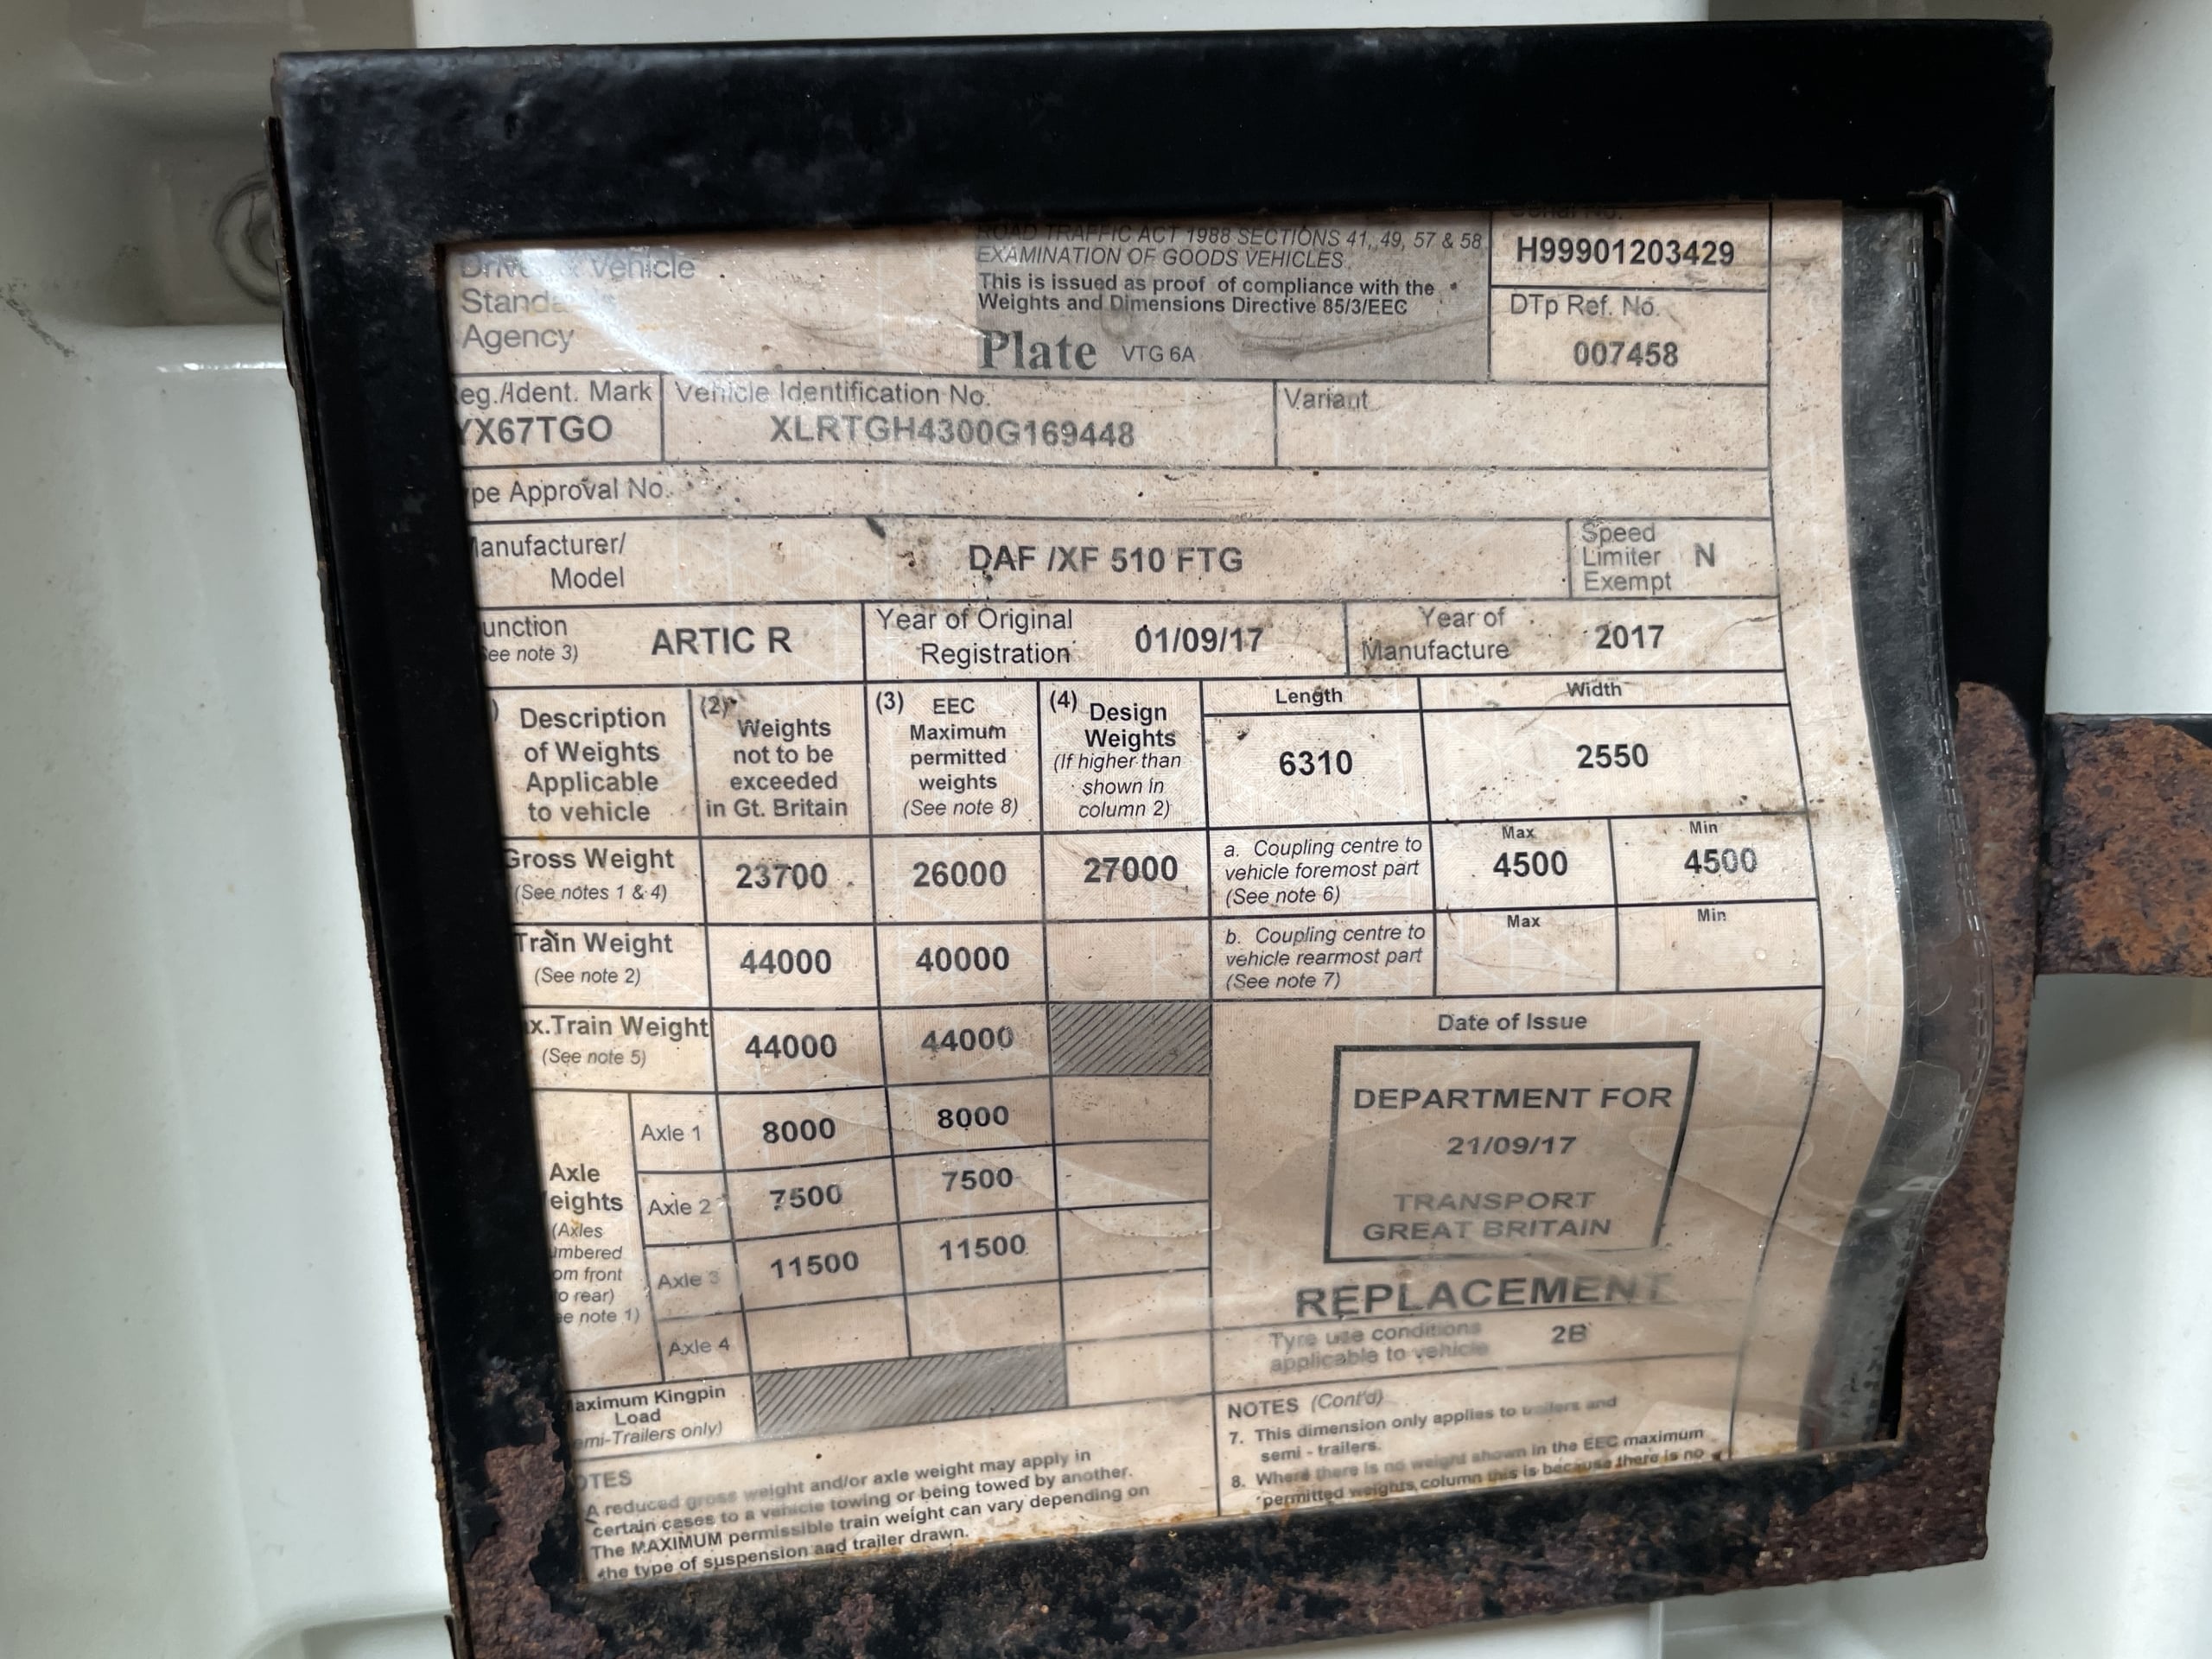 Driver & Vehicle
Standards
Agency
ROAD TRAFFIC ACT 1988 SECTIONS 41, 49, 57 & 58
EXAMINATION OF GOODS VEHICLES
This is issued as proof of compliance with the
Weights and Dimensions Directive 85/3/EEC
Plate VTG 6A
Serial No.
H99901203429
DTp Ref. No.
007458
eg./Ident. Mark
YX67TGO
Vehicle Identification No.
XLRTGH4300G169448
Variant
ype Approval No.
anufacturer/
Model
DAF /XF 510 FTG
Speed
Limiter
Exempt
N
unction
ee note 3)
ARTIC R
Year of Original
Registration
01/09/17
Year of
Manufacture
2017
) Description
of Weights
Applicable
to vehicle
(2) Weights
not to be
exceeded
in Gt. Britain
(3) EEC
Maximum
permitted
weights
(See note 8)
(4) Design
Weights
(If higher than
shown in
column 2)
Length
6310
Width
2550
Gross Weight
(See notes 1 & 4)
23700
26000
27000
a. Coupling centre to
vehicle foremost part
(See note 6)
Max
4500
Min
4500
Train Weight
(See note 2)
44000
40000
b. Coupling centre to
vehicle rearmost part
(See note 7)
Max
Min
x.Train Weight
(See note 5)
44000
44000
Axle
eights
(Axles
mbered
om front
o rear)
ee note 1)
Axle 1
8000
8000
Axle 2
7500
7500
Axle 3
11500
11500
Axle 4
aximum Kingpin
Load
emi-Trailers only)
Date of Issue
DEPARTMENT FOR
21/09/17
TRANSPORT
GREAT BRITAIN
REPLACEMENT
Tyre use conditions
applicable to vehicle
2B
OTES
A reduced gross weight and/or axle weight may apply in
certain cases to a vehicle towing or being towed by another.
The MAXIMUM permissible train weight can vary depending on
the type of suspension and trailer drawn.
NOTES (Cont'd)
7. This dimension only applies to trailers and
semi - trailers.
8. Where there is no weight shown in the EEC maximum
permitted weights column this is because there is no